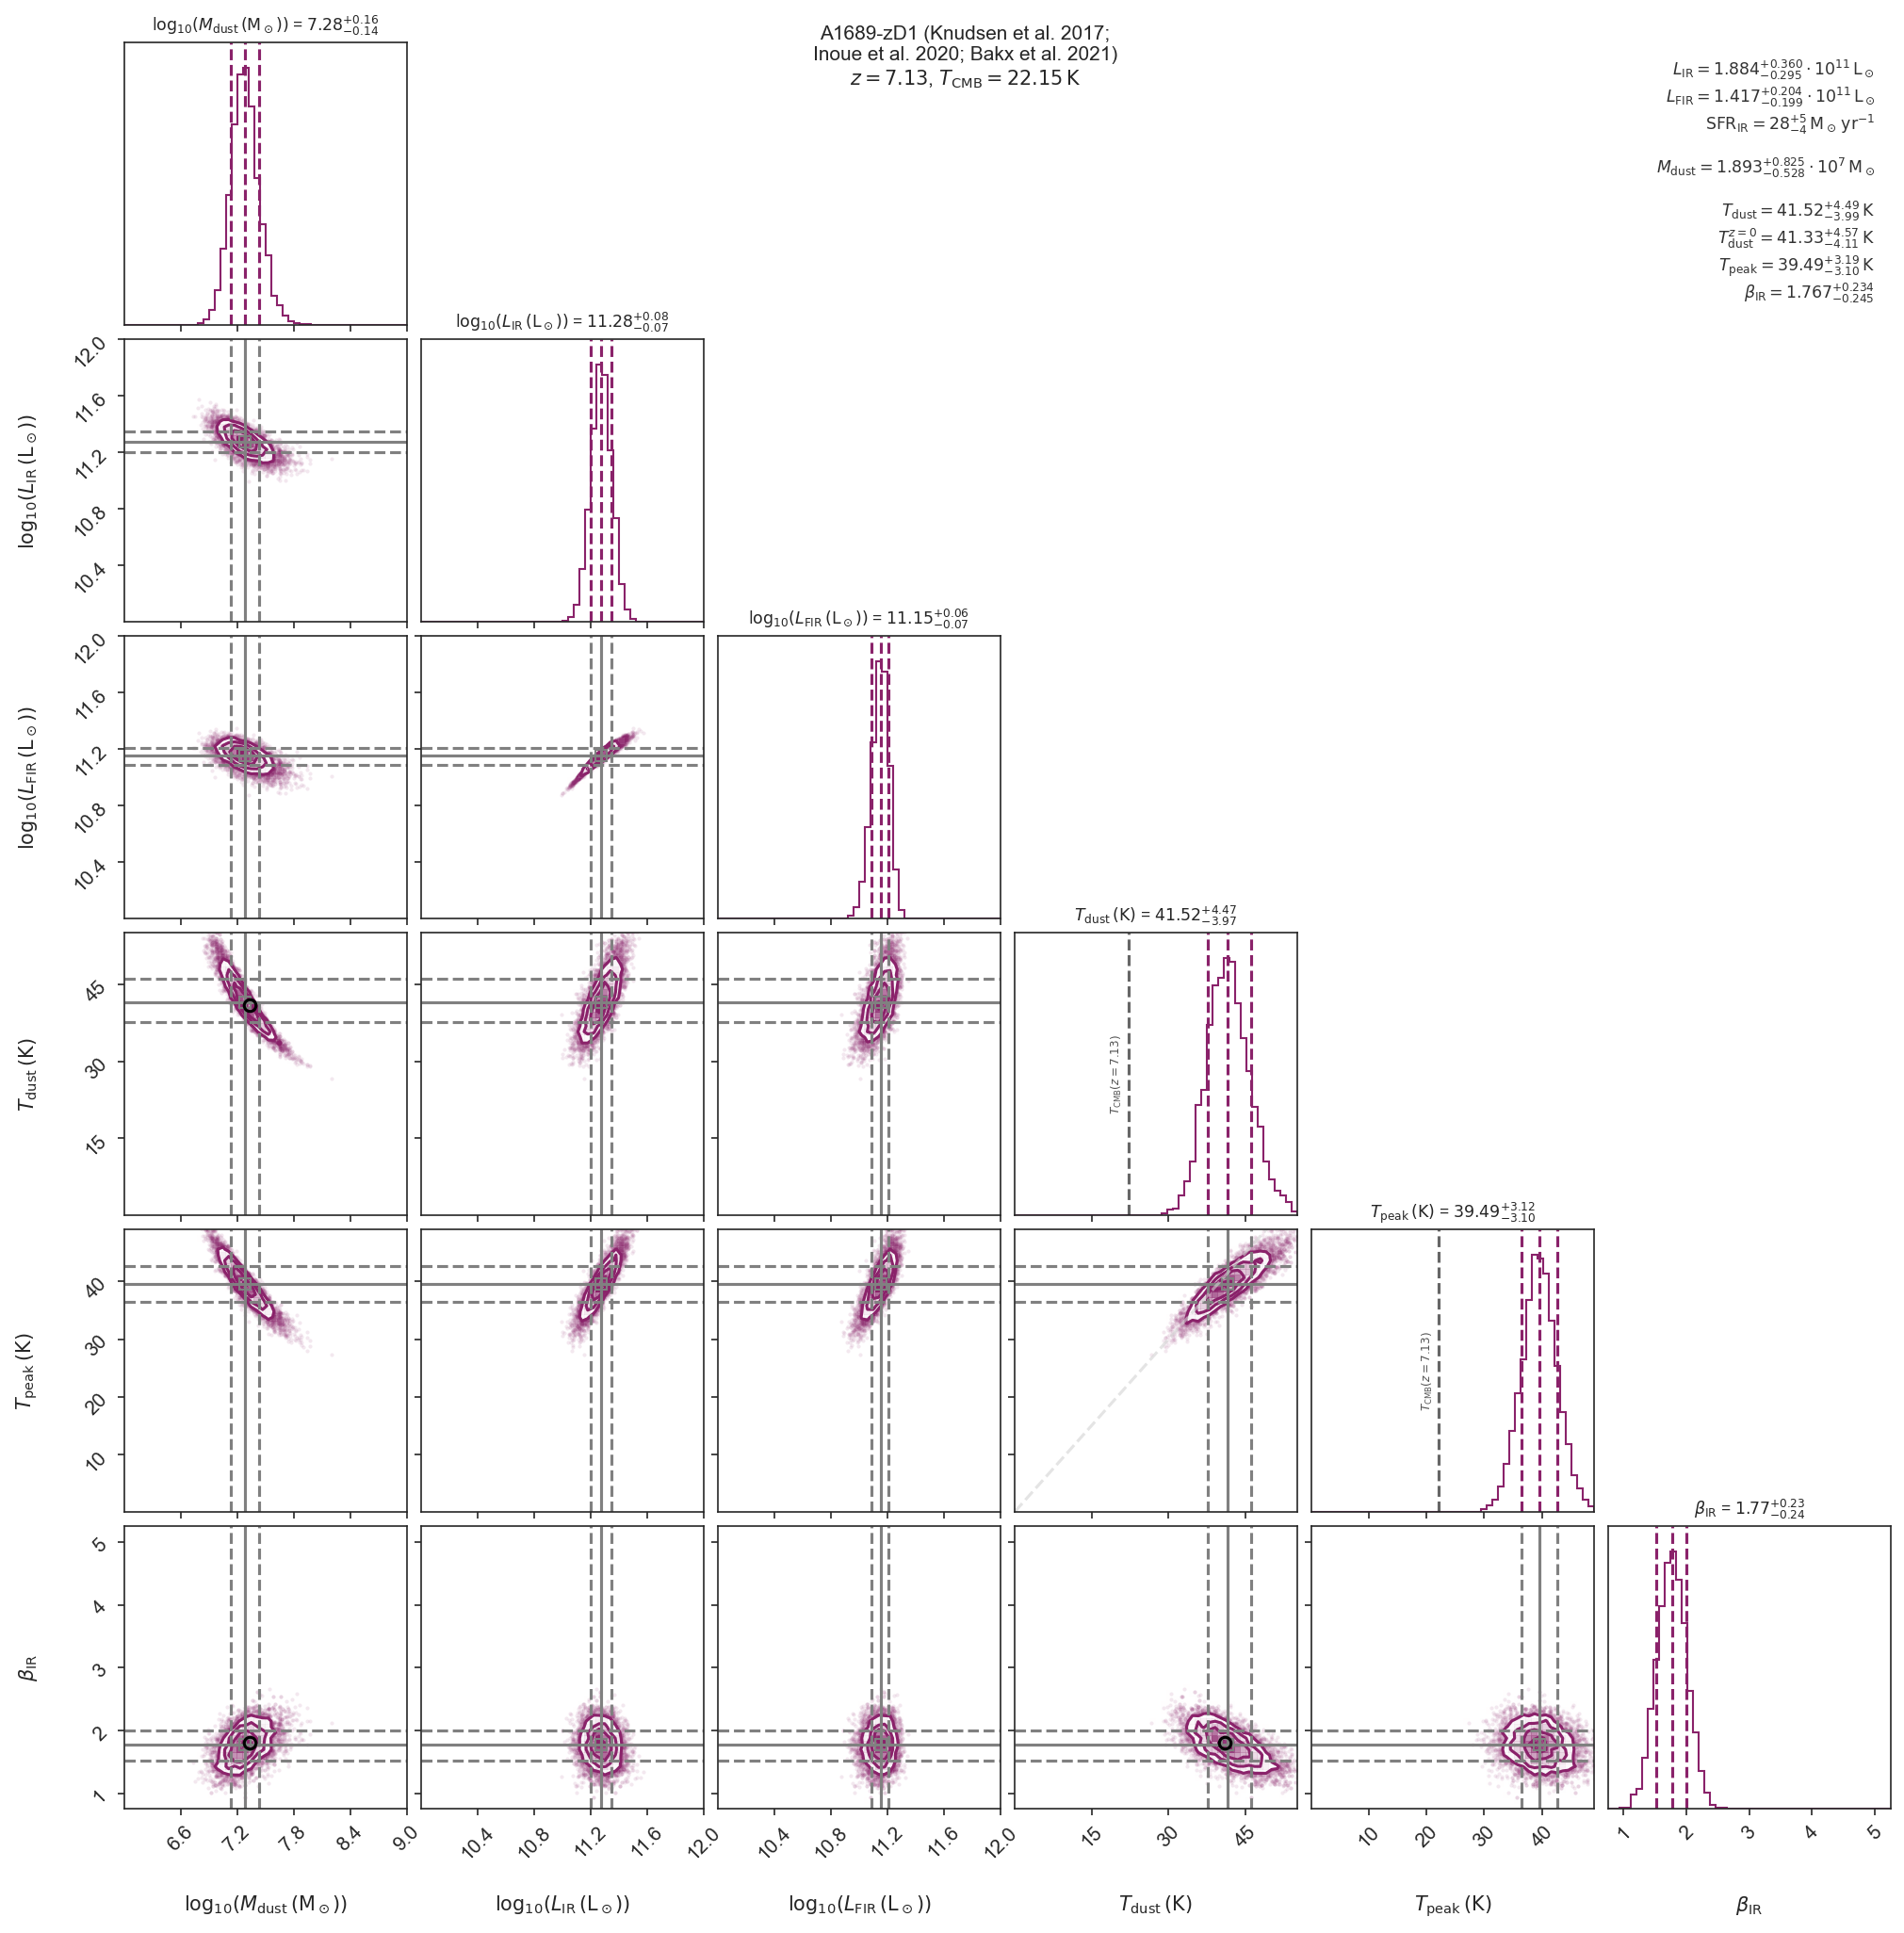 log₁₀(M_dust (M_⊙)) = 7.28^{+0.16}_{−0.14}
A1689-zD1 (Knudsen et al. 2017;
Inoue et al. 2020; Bakx et al. 2021)
z = 7.13, T_CMB = 22.15 K
L_IR = 1.884^{+0.360}_{−0.295} · 10¹¹ L_⊙
L_FIR = 1.417^{+0.204}_{−0.199} · 10¹¹ L_⊙
SFR_IR = 28^{+5}_{−4} M_⊙ yr⁻¹
M_dust = 1.893^{+0.825}_{−0.528} · 10⁷ M_⊙
T_dust = 41.52^{+4.49}_{−3.99} K
T_dust^{z=0} = 41.33^{+4.57}_{−4.11} K
T_peak = 39.49^{+3.19}_{−3.10} K
β_IR = 1.767^{+0.234}_{−0.245}
log₁₀(L_IR (L_⊙)) = 11.28^{+0.08}_{−0.07}
log₁₀(L_IR (L_⊙))
12.0
11.6
11.2
10.8
10.4
log₁₀(L_FIR (L_⊙)) = 11.15^{+0.06}_{−0.07}
log₁₀(L_FIR (L_⊙))
12.0
11.6
11.2
10.8
10.4
T_dust (K) = 41.52^{+4.47}_{−3.97}
T_dust (K)
45
30
15
T_CMB(z = 7.13)
T_peak (K) = 39.49^{+3.12}_{−3.10}
T_peak (K)
40
30
20
10
T_CMB(z = 7.13)
β_IR = 1.77^{+0.23}_{−0.24}
β_IR
5
4
3
2
1
6.6 7.2 7.8 8.4 9.0
10.4 10.8 11.2 11.6 12.0
10.4 10.8 11.2 11.6 12.0
15 30 45
10 20 30 40
1 2 3 4 5
log₁₀(M_dust (M_⊙))
log₁₀(L_IR (L_⊙))
log₁₀(L_FIR (L_⊙))
T_dust (K)
T_peak (K)
β_IR